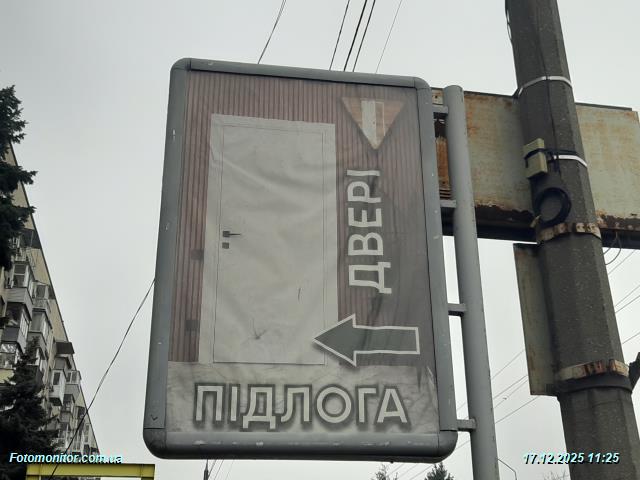 ДВЕРІ
ПІДЛОГА
Fotomonitor.com.ua
17.12.2025 11:25